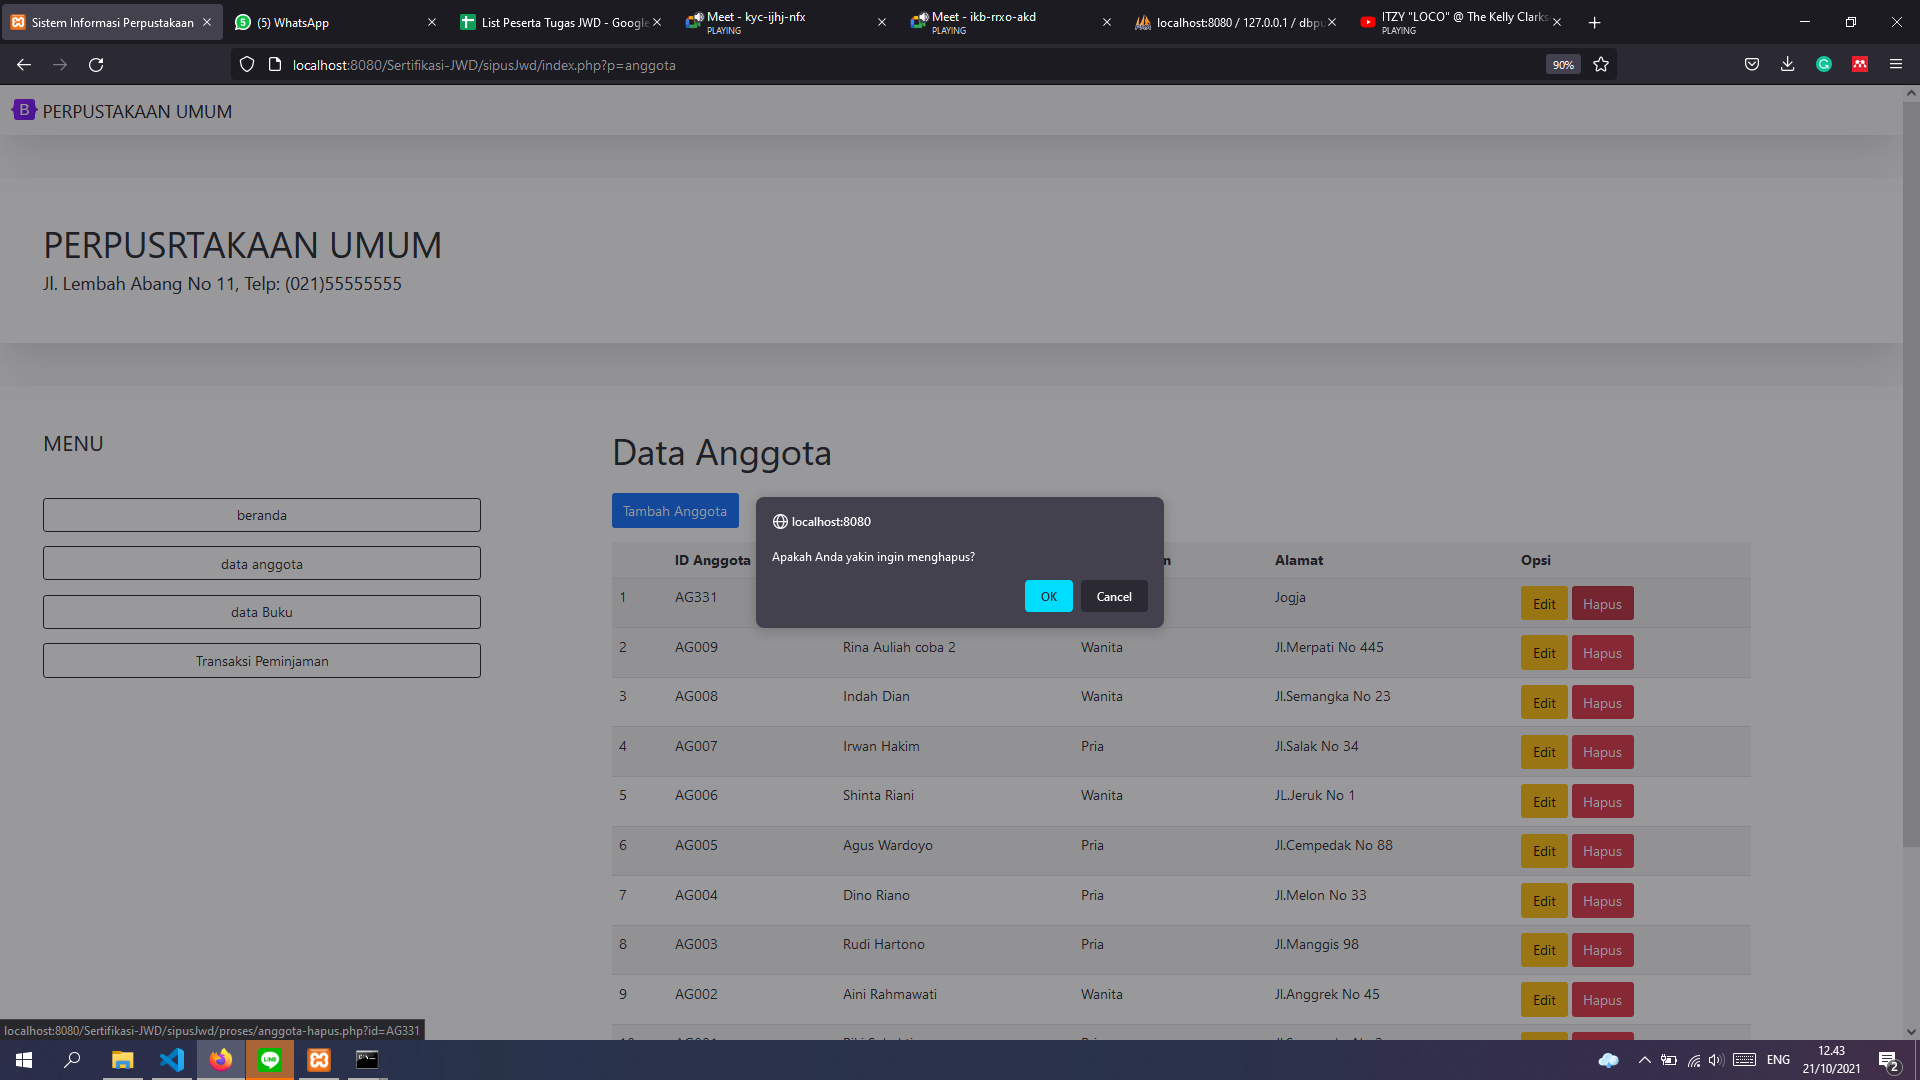 Sistem Informasi Perpustakaan
(5) WhatsApp
List Peserta Tugas JWD - Google
Meet - kyc-ijhj-nfx
PLAYING
Meet - ikb-rrxo-akd
PLAYING
localhost:8080 / 127.0.0.1 / dbpu
ITZY "LOCO" @ The Kelly Clarks
PLAYING
localhost:8080/Sertifikasi-JWD/sipusJwd/index.php?p=anggota
90%
B PERPUSTAKAAN UMUM
PERPUSRTAKAAN UMUM
Jl. Lembah Abang No 11, Telp: (021)55555555
MENU
beranda
data anggota
data Buku
Transaksi Peminjaman
Data Anggota
Tambah Anggota
localhost:8080
Apakah Anda yakin ingin menghapus?
OK Cancel
ID Anggota n Alamat Opsi
1 AG331 Jogja Edit Hapus
2 AG009 Rina Auliah coba 2 Wanita Jl.Merpati No 445 Edit Hapus
3 AG008 Indah Dian Wanita Jl.Semangka No 23 Edit Hapus
4 AG007 Irwan Hakim Pria Jl.Salak No 34 Edit Hapus
5 AG006 Shinta Riani Wanita JL.Jeruk No 1 Edit Hapus
6 AG005 Agus Wardoyo Pria Jl.Cempedak No 88 Edit Hapus
7 AG004 Dino Riano Pria Jl.Melon No 33 Edit Hapus
8 AG003 Rudi Hartono Pria Jl.Manggis 98 Edit Hapus
9 AG002 Aini Rahmawati Wanita Jl.Anggrek No 45 Edit Hapus
localhost:8080/Sertifikasi-JWD/sipusJwd/proses/anggota-hapus.php?id=AG331
ENG
12.43
21/10/2021
2